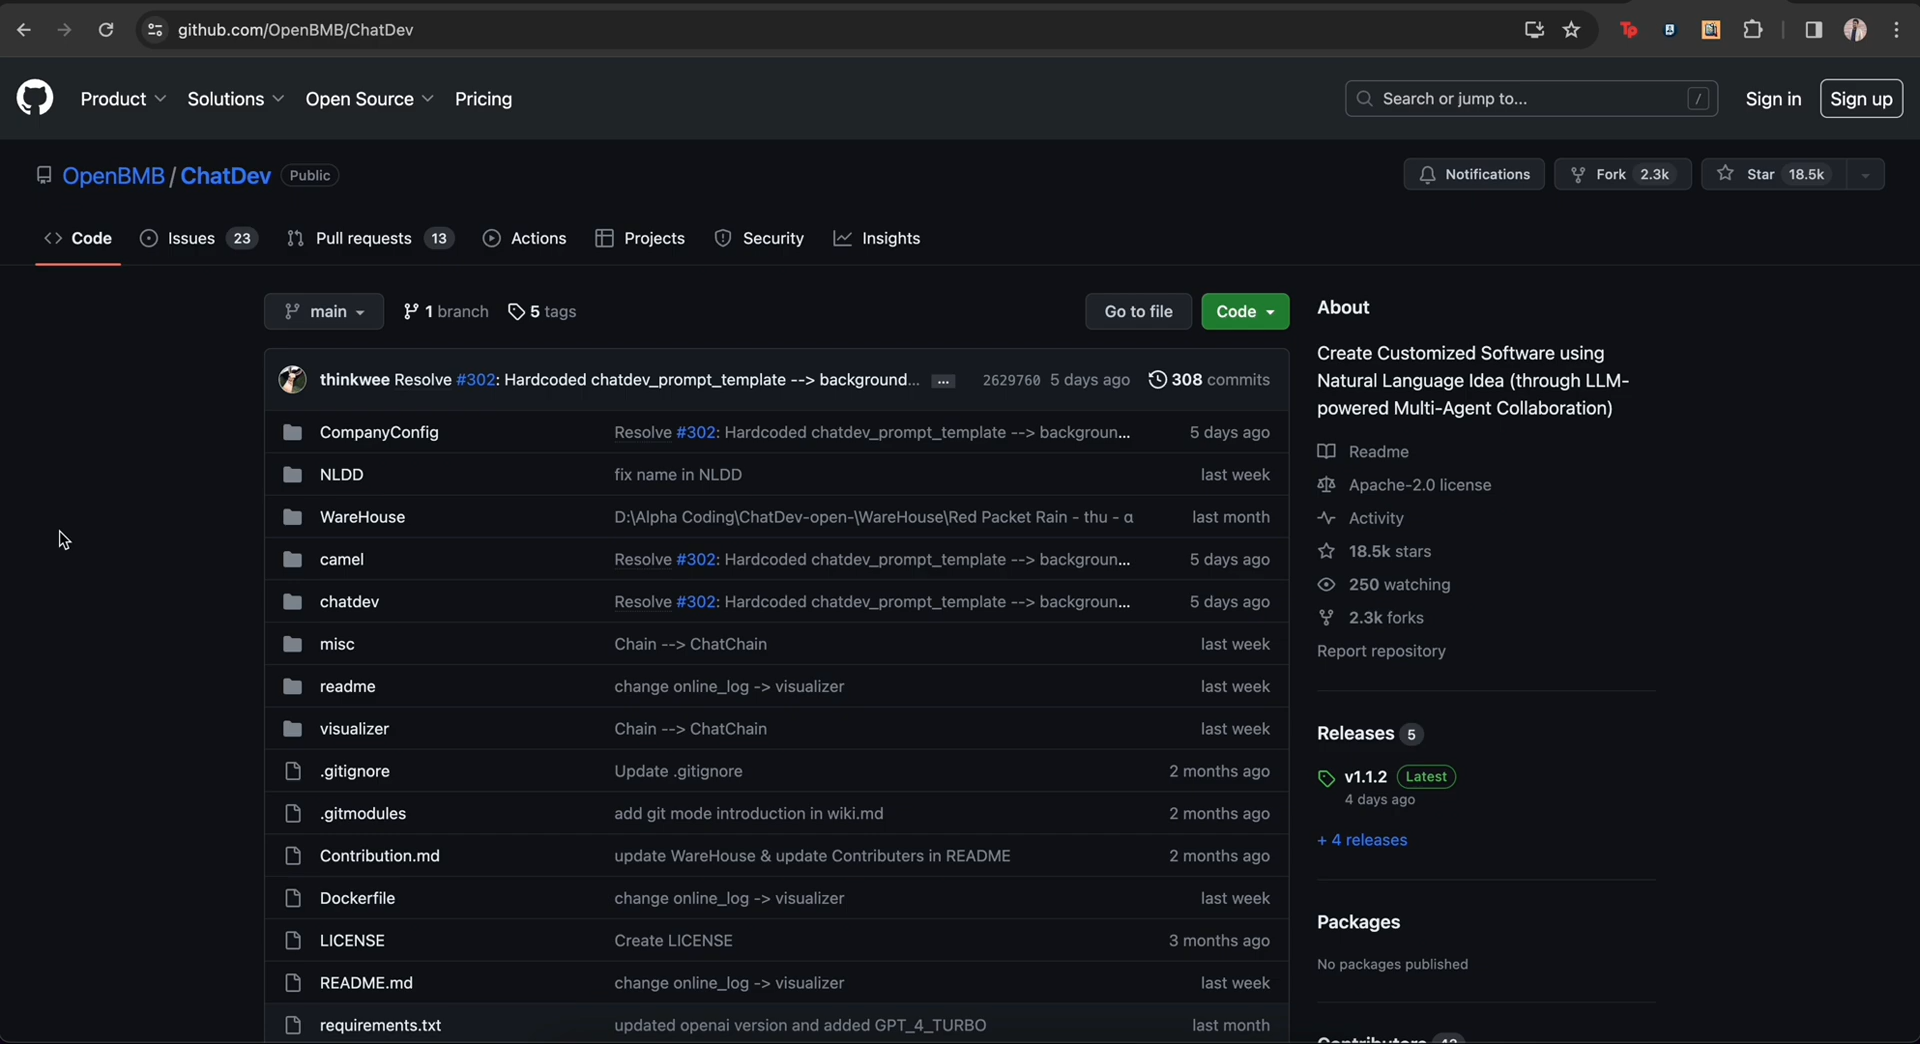 github.com/OpenBMB/ChatDev
Tp
Product Solutions Open Source Pricing
Search or jump to... /
Sign in Sign up
OpenBMB / ChatDev Public
Notifications Fork 2.3k Star 18.5k
Code Issues 23 Pull requests 13 Actions Projects Security Insights
main 1 branch 5 tags Go to file Code
thinkwee Resolve #302: Hardcoded chatdev_prompt_template --> background... ... 2629760 5 days ago 308 commits
CompanyConfig Resolve #302: Hardcoded chatdev_prompt_template --> backgroun... 5 days ago
NLDD fix name in NLDD last week
WareHouse D:\Alpha Coding\ChatDev-open-\WareHouse\Red Packet Rain - thu - α last month
camel Resolve #302: Hardcoded chatdev_prompt_template --> backgroun... 5 days ago
chatdev Resolve #302: Hardcoded chatdev_prompt_template --> backgroun... 5 days ago
misc Chain --> ChatChain last week
readme change online_log -> visualizer last week
visualizer Chain --> ChatChain last week
.gitignore Update .gitignore 2 months ago
.gitmodules add git mode introduction in wiki.md 2 months ago
Contribution.md update WareHouse & update Contributers in README 2 months ago
Dockerfile change online_log -> visualizer last week
LICENSE Create LICENSE 3 months ago
README.md change online_log -> visualizer last week
requirements.txt updated openai version and added GPT_4_TURBO last month
About
Create Customized Software using
Natural Language Idea (through LLM-
powered Multi-Agent Collaboration)
Readme
Apache-2.0 license
Activity
18.5k stars
250 watching
2.3k forks
Report repository
Releases 5
v1.1.2 Latest
4 days ago
+ 4 releases
Packages
No packages published